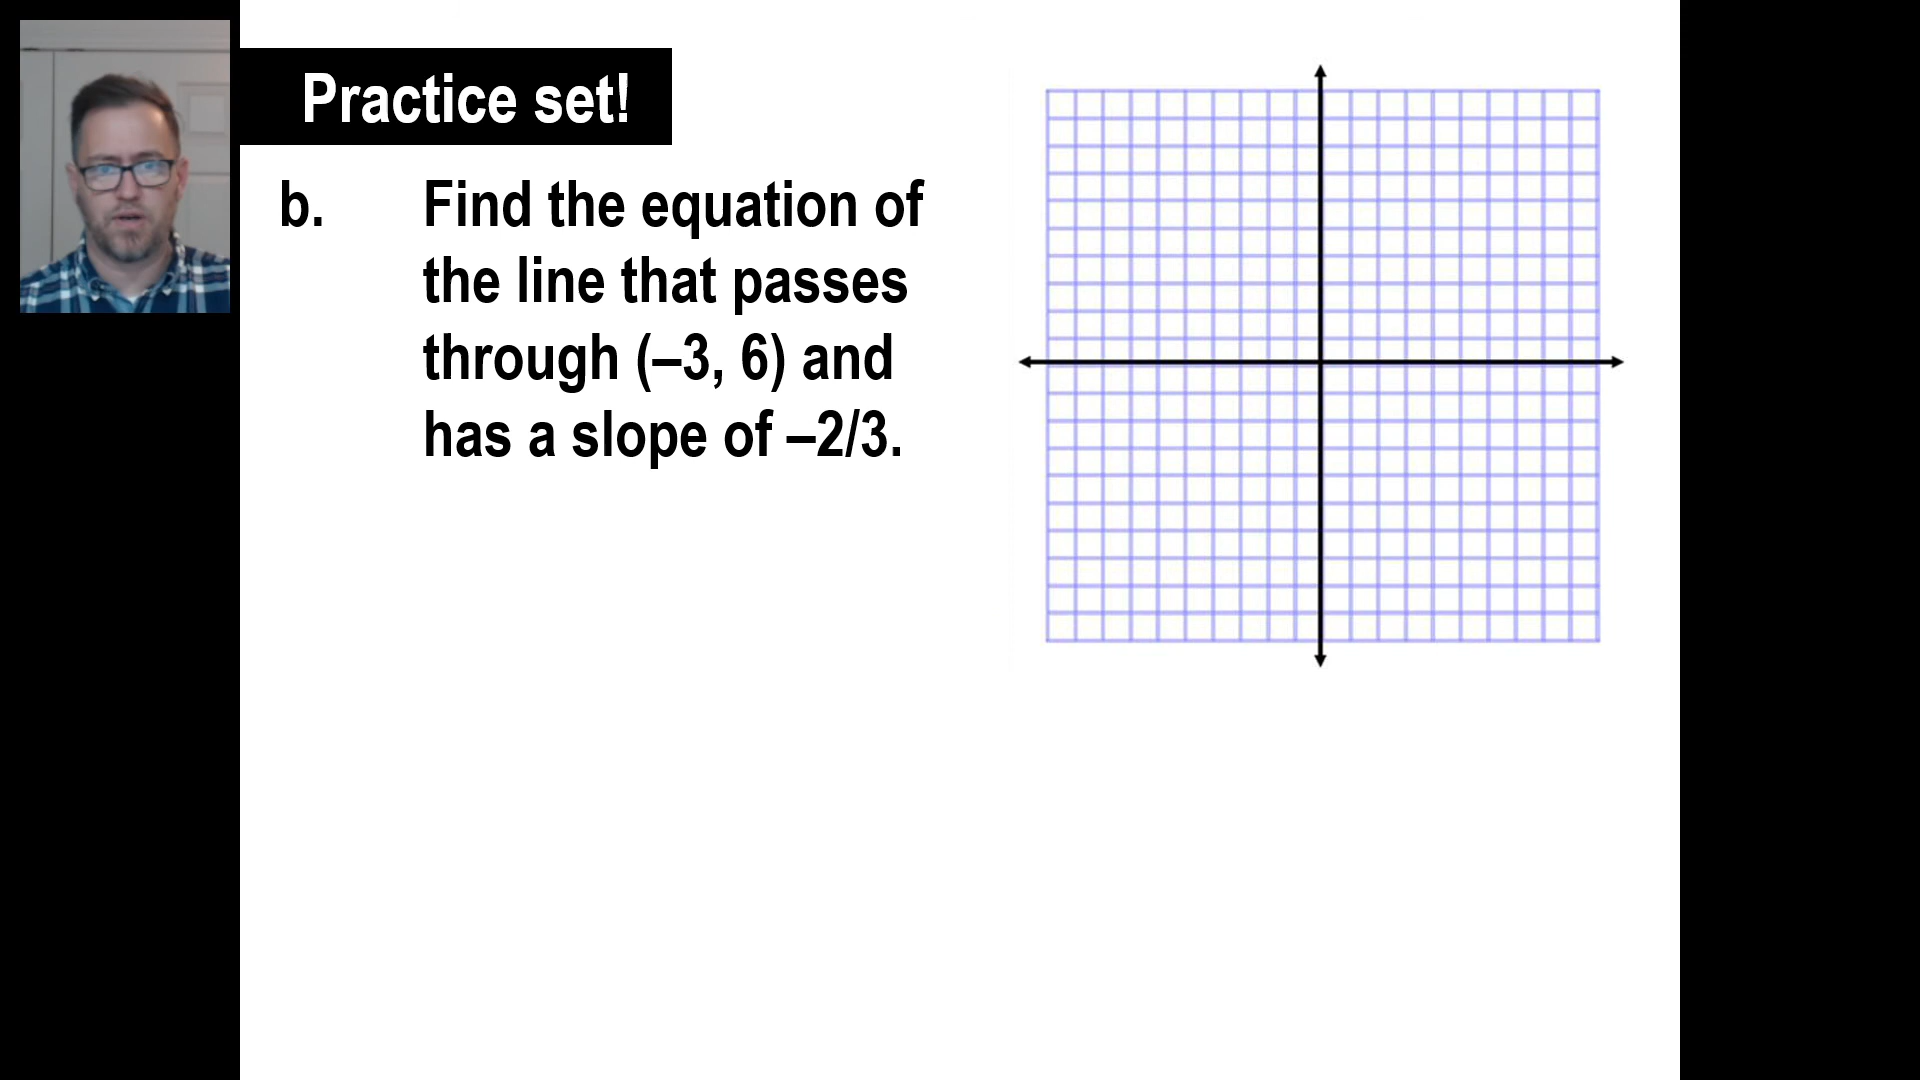 Practice set!
b. Find the equation of
the line that passes
through (–3, 6) and
has a slope of –2/3.